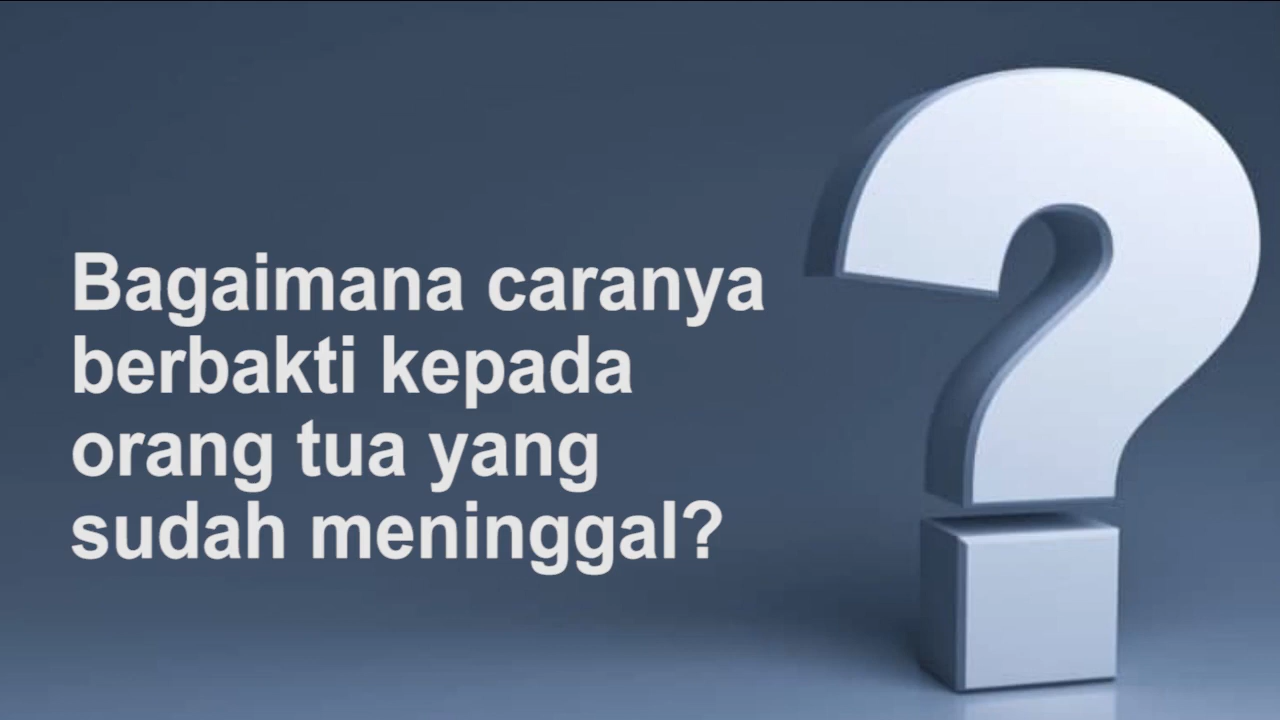 Bagaimana caranya
berbakti kepada
orang tua yang
sudah meninggal?